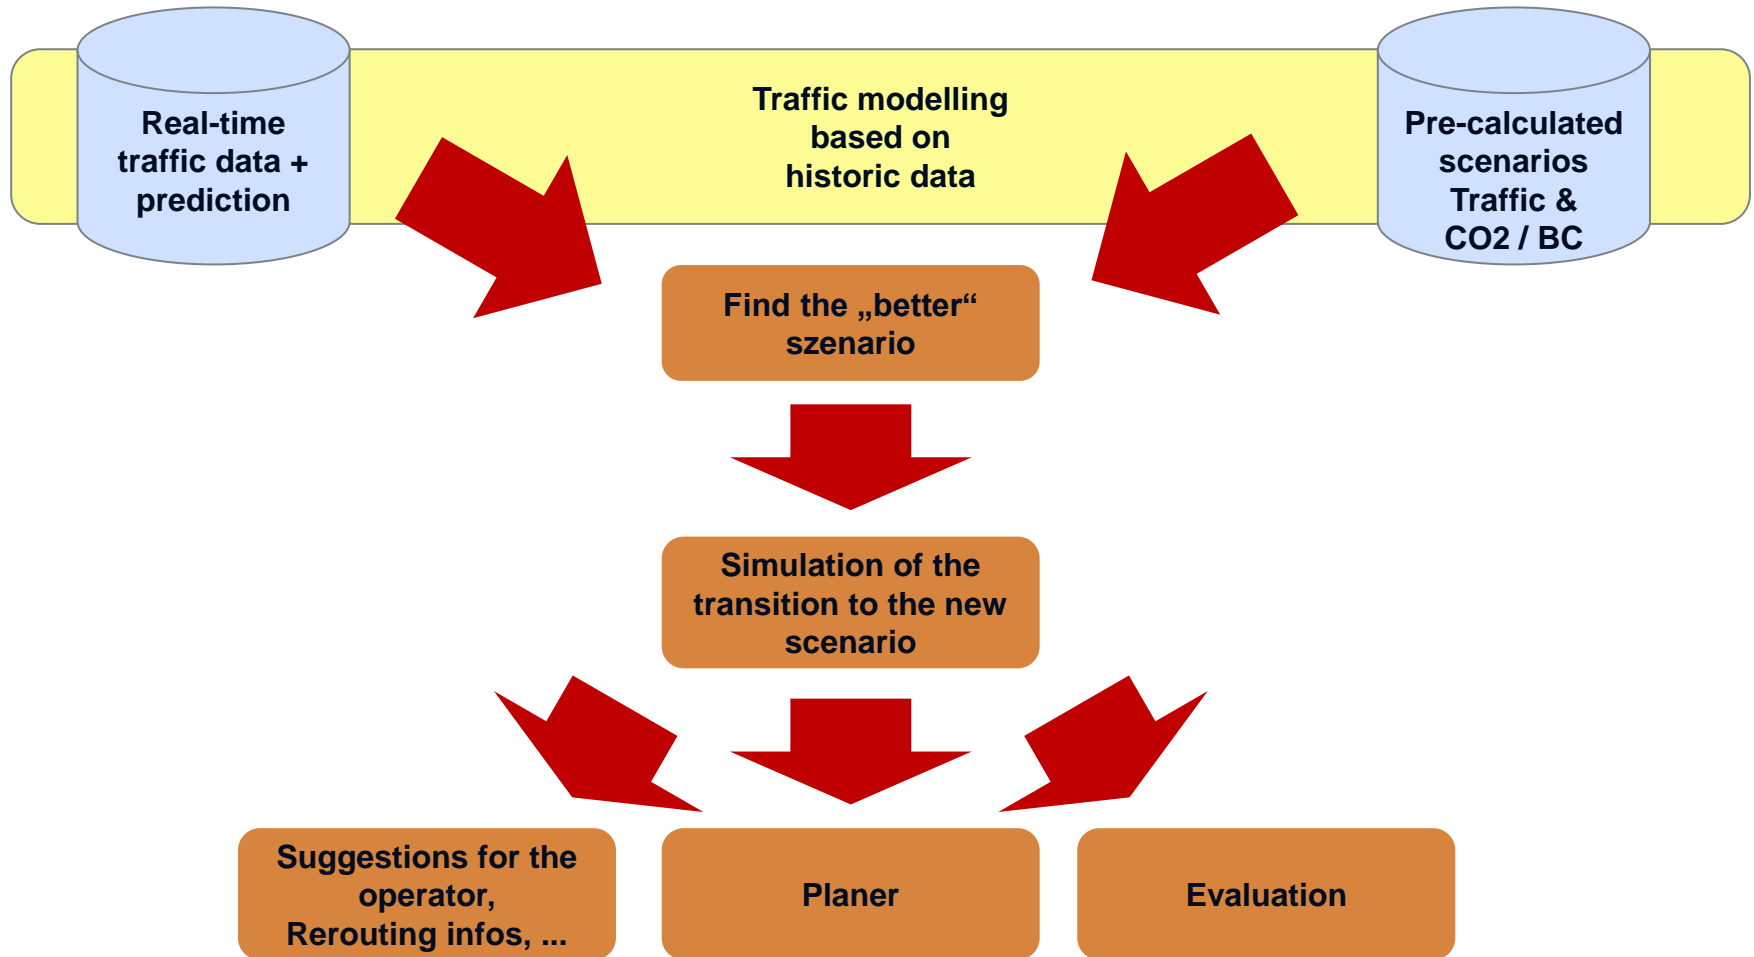 Real-time
traffic data +
prediction
Traffic modelling
based on
historic data
Pre-calculated
scenarios
Traffic &
CO2 / BC
Find the „better“
szenario
Simulation of the
transition to the new
scenario
Suggestions for the
operator,
Rerouting infos, ...
Planer
Evaluation